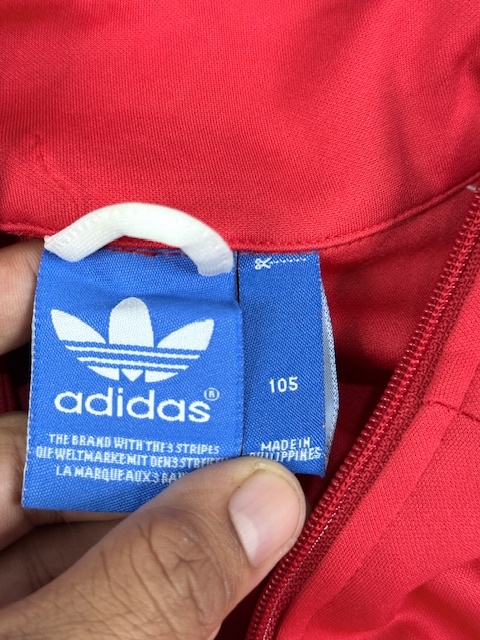 adidas®
THE BRAND WITH THE 3 STRIPES
DIE WELTMARKE MIT DEN 3
LA MARQUE AUX 3
105
MADE IN
PHILIPPINES